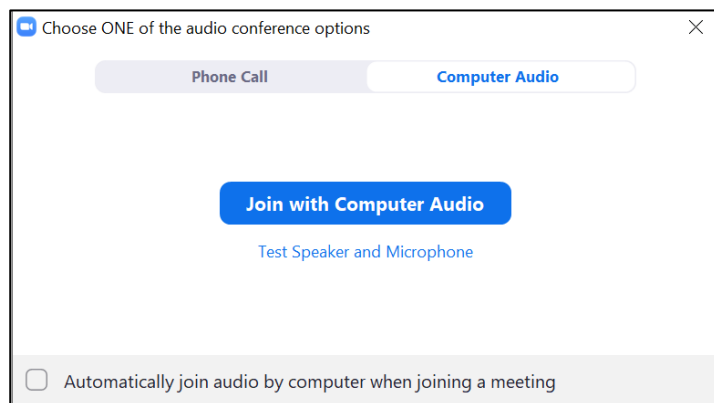 Choose ONE of the audio conference options
Phone Call
Computer Audio
Join with Computer Audio
Test Speaker and Microphone
Automatically join audio by computer when joining a meeting